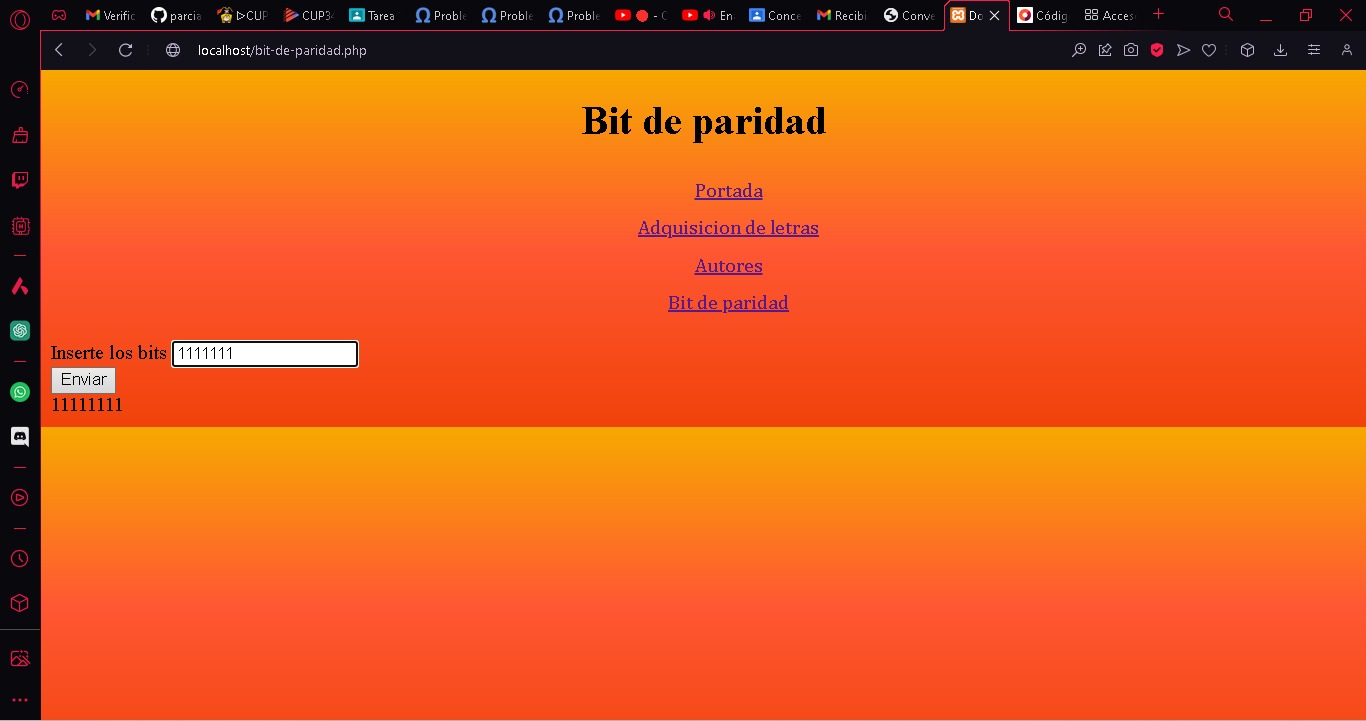 Verific
parcia
CUP
CUP34
Tarea
Proble
Proble
Proble
En
Conce
Recibi
Conve
Do
Códig
Acces
localhost/bit-de-paridad.php
Bit de paridad
Portada
Adquisicion de letras
Autores
Bit de paridad
Inserte los bits 1111111
Enviar
11111111